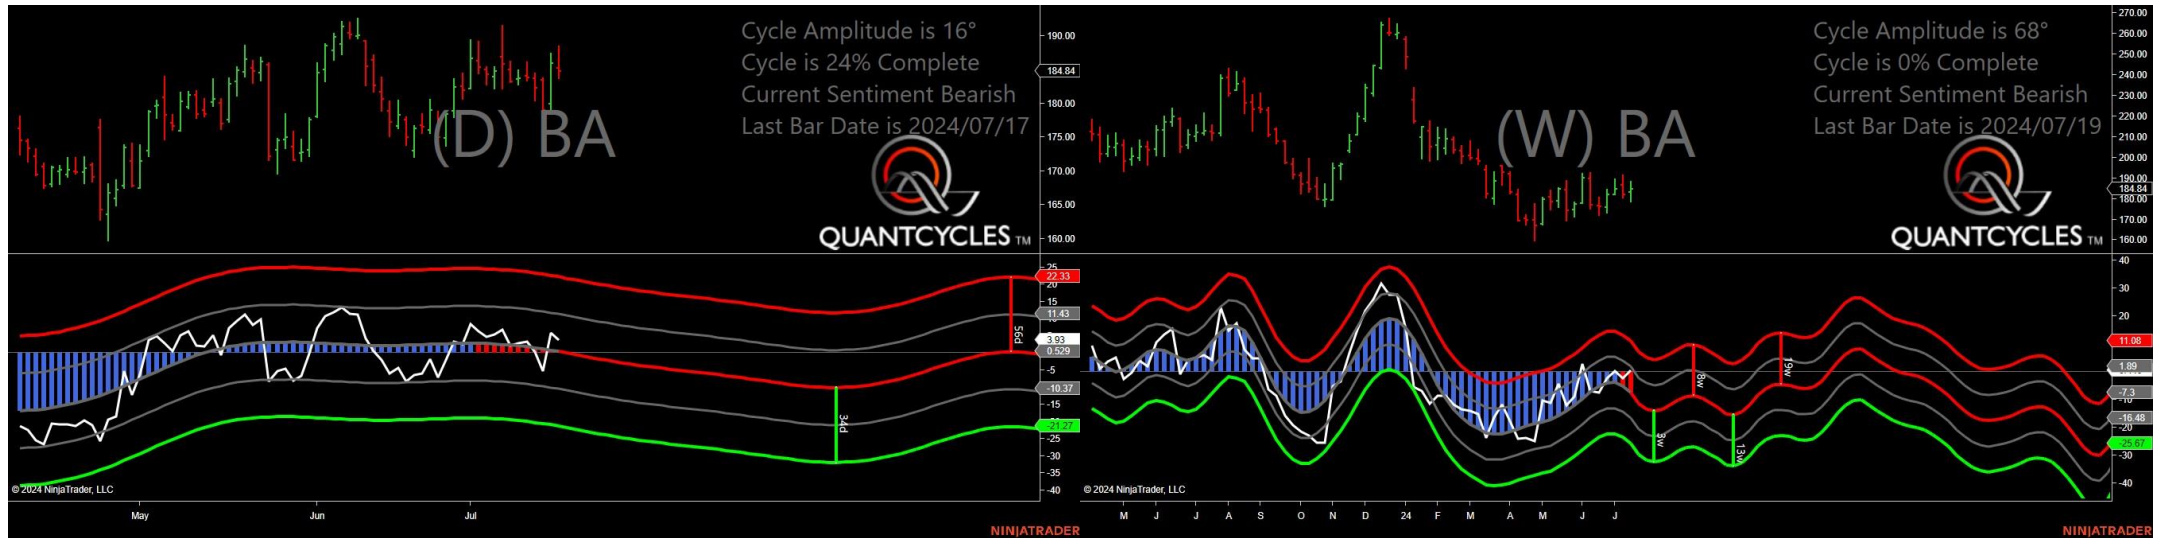 Cycle Amplitude is 16°
Cycle is 24% Complete
Current Sentiment Bearish
Last Bar Date is 2024/07/17
(D) BA
QUANTCYCLES TM
190.00
184.84
180.00
175.00
170.00
165.00
160.00
25
22.33
20
15
11.43
3.93
0.529
-5
-10.37
-15
-21.27
-25
-30
-35
-40
56d
34d
© 2024 NinjaTrader, LLC
May
Jun
Jul
NINJATRADER
Cycle Amplitude is 68°
Cycle is 0% Complete
Current Sentiment Bearish
Last Bar Date is 2024/07/19
(W) BA
QUANTCYCLES TM
270.00
260.00
250.00
240.00
230.00
220.00
210.00
200.00
190.00
184.84
180.00
170.00
160.00
40
30
20
11.08
1.89
-7.3
-10
-16.48
-20
-25.67
-30
-40
8w
19w
3w
13w
© 2024 NinjaTrader, LLC
M
J
J
A
S
O
N
D
24
F
M
A
M
J
J
NINJATRADER